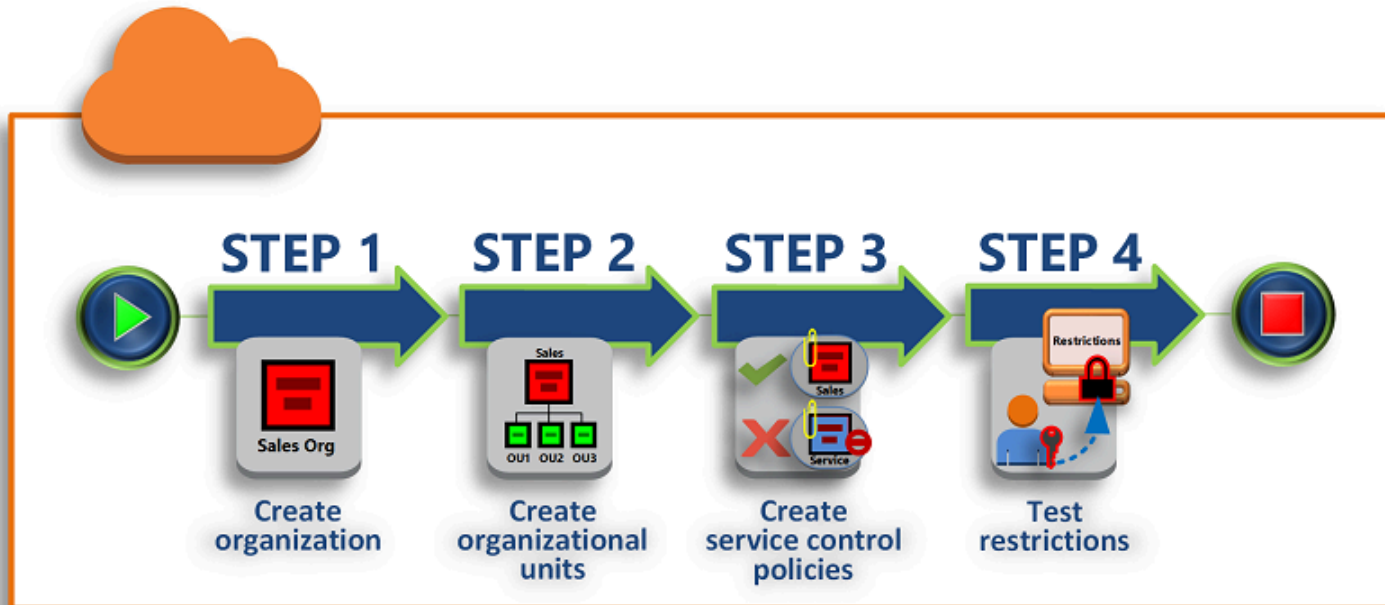 STEP 1
STEP 2
STEP 3
STEP 4
Sales Org
Sales
OU1 OU2 OU3
Sales
Service
Restrictions
Create
organization
Create
organizational
units
Create
service control
policies
Test
restrictions